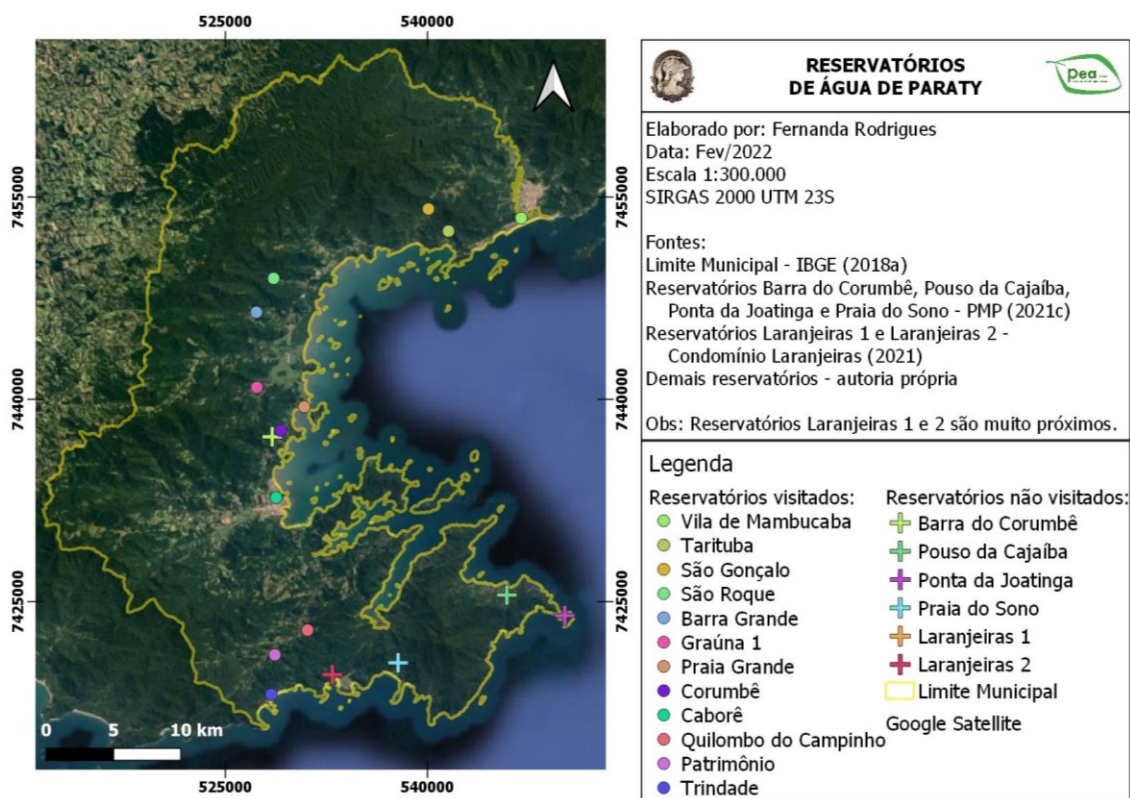 525000
540000
7455000
7455000
7440000
7440000
7425000
7425000
0 5 10 km
525000
540000
RESERVATÓRIOS
DE ÁGUA DE PARATY
pea
Elaborado por: Fernanda Rodrigues
Data: Fev/2022
Escala 1:300.000
SIRGAS 2000 UTM 23S
Fontes:
Limite Municipal - IBGE (2018a)
Reservatórios Barra do Corumbê, Pouso da Cajaíba,
Ponta da Joatinga e Praia do Sono - PMP (2021c)
Reservatórios Laranjeiras 1 e Laranjeiras 2 -
Condomínio Laranjeiras (2021)
Demais reservatórios - autoria própria
Obs: Reservatórios Laranjeiras 1 e 2 são muito próximos.
Legenda
Reservatórios visitados:
Vila de Mambucaba
Tarituba
São Gonçalo
São Roque
Barra Grande
Graúna 1
Praia Grande
Corumbê
Caborê
Quilombo do Campinho
Patrimônio
Trindade
Reservatórios não visitados:
Barra do Corumbê
Pouso da Cajaíba
Ponta da Joatinga
Praia do Sono
Laranjeiras 1
Laranjeiras 2
Limite Municipal
Google Satellite